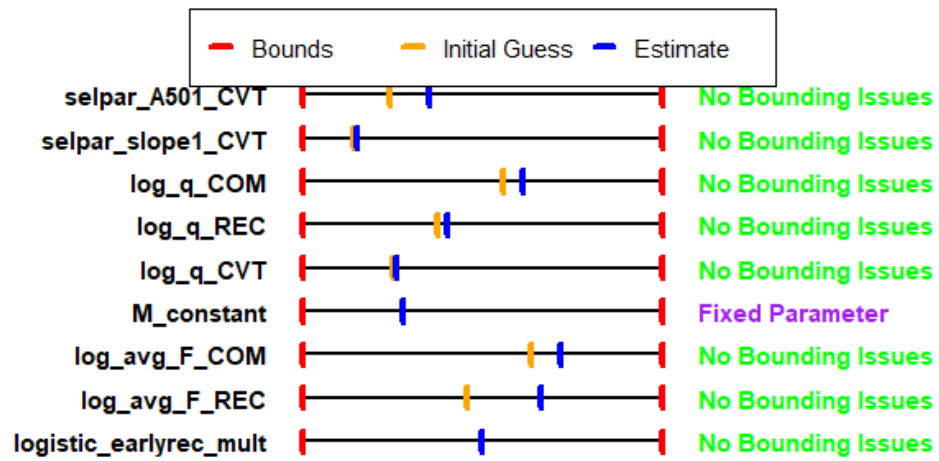 Bounds Initial Guess Estimate
selpar_A501_CVT No Bounding Issues
selpar_slope1_CVT No Bounding Issues
log_q_COM No Bounding Issues
log_q_REC No Bounding Issues
log_q_CVT No Bounding Issues
M_constant Fixed Parameter
log_avg_F_COM No Bounding Issues
log_avg_F_REC No Bounding Issues
logistic_earlyrec_mult No Bounding Issues